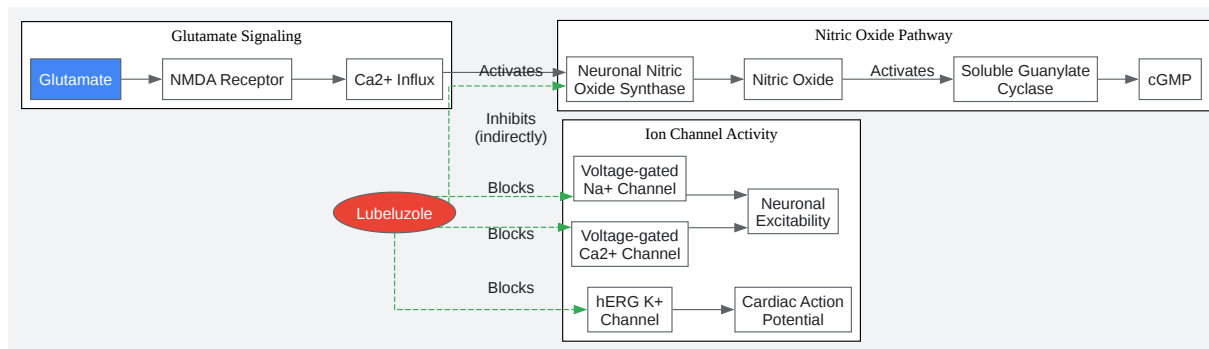 Glutamate Signaling
Glutamate
NMDA Receptor
Ca2+ Influx
Activates
Nitric Oxide Pathway
Neuronal Nitric
Oxide Synthase
Nitric Oxide
Activates
Soluble Guanylate
Cyclase
cGMP
Inhibits
(indirectly)
Ion Channel Activity
Lubeluzole
Blocks
Voltage-gated
Na+ Channel
Blocks
Voltage-gated
Ca2+ Channel
Neuronal
Excitability
Blocks
hERG K+
Channel
Cardiac Action
Potential